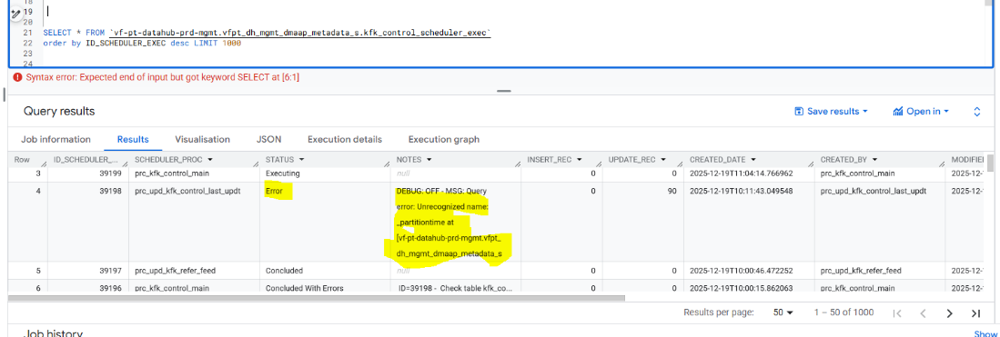 18
19
20
21 SELECT * FROM `vf-pt-datahub-prd-mgmt.vfpt_dh_mgmt_dmaap_metadata_s.kfk_control_scheduler_exec`
22 order by ID_SCHEDULER_EXEC desc LIMIT 1000
23
24
Syntax error: Expected end of input but got keyword SELECT at [6:1]
Query results
Save results
Open in
Job information Results Visualisation JSON Execution details Execution graph
Row ID_SCHEDULER_... SCHEDULER_PROC STATUS NOTES INSERT_REC UPDATE_REC CREATED_DATE CREATED_BY MODIFIED
3 39199 prc_kfk_control_main Executing null 0 0 2025-12-19T11:04:14.766962 prc_kfk_control_main 2025-12-
4 39198 prc_upd_kfk_control_last_updt Error DEBUG: OFF - MSG: Query 0 90 2025-12-19T10:11:43.049548 prc_upd_kfk_control_last_updt 2025-12-
error: Unrecognized name:
_partitiontime at
[vf-pt-datahub-prd-mgmt.vfpt_
dh_mgmt_dmaap_metadata_s
5 39197 prc_upd_kfk_refer_feed Concluded null 0 0 2025-12-19T10:00:46.472252 prc_upd_kfk_refer_feed 2025-12-
6 39196 prc_kfk_control_main Concluded With Errors ID=39198 - Check table kfk_co... 0 0 2025-12-19T10:00:15.862063 prc_kfk_control_main 2025-12-
Results per page: 50 1 – 50 of 1000
Job history
Show